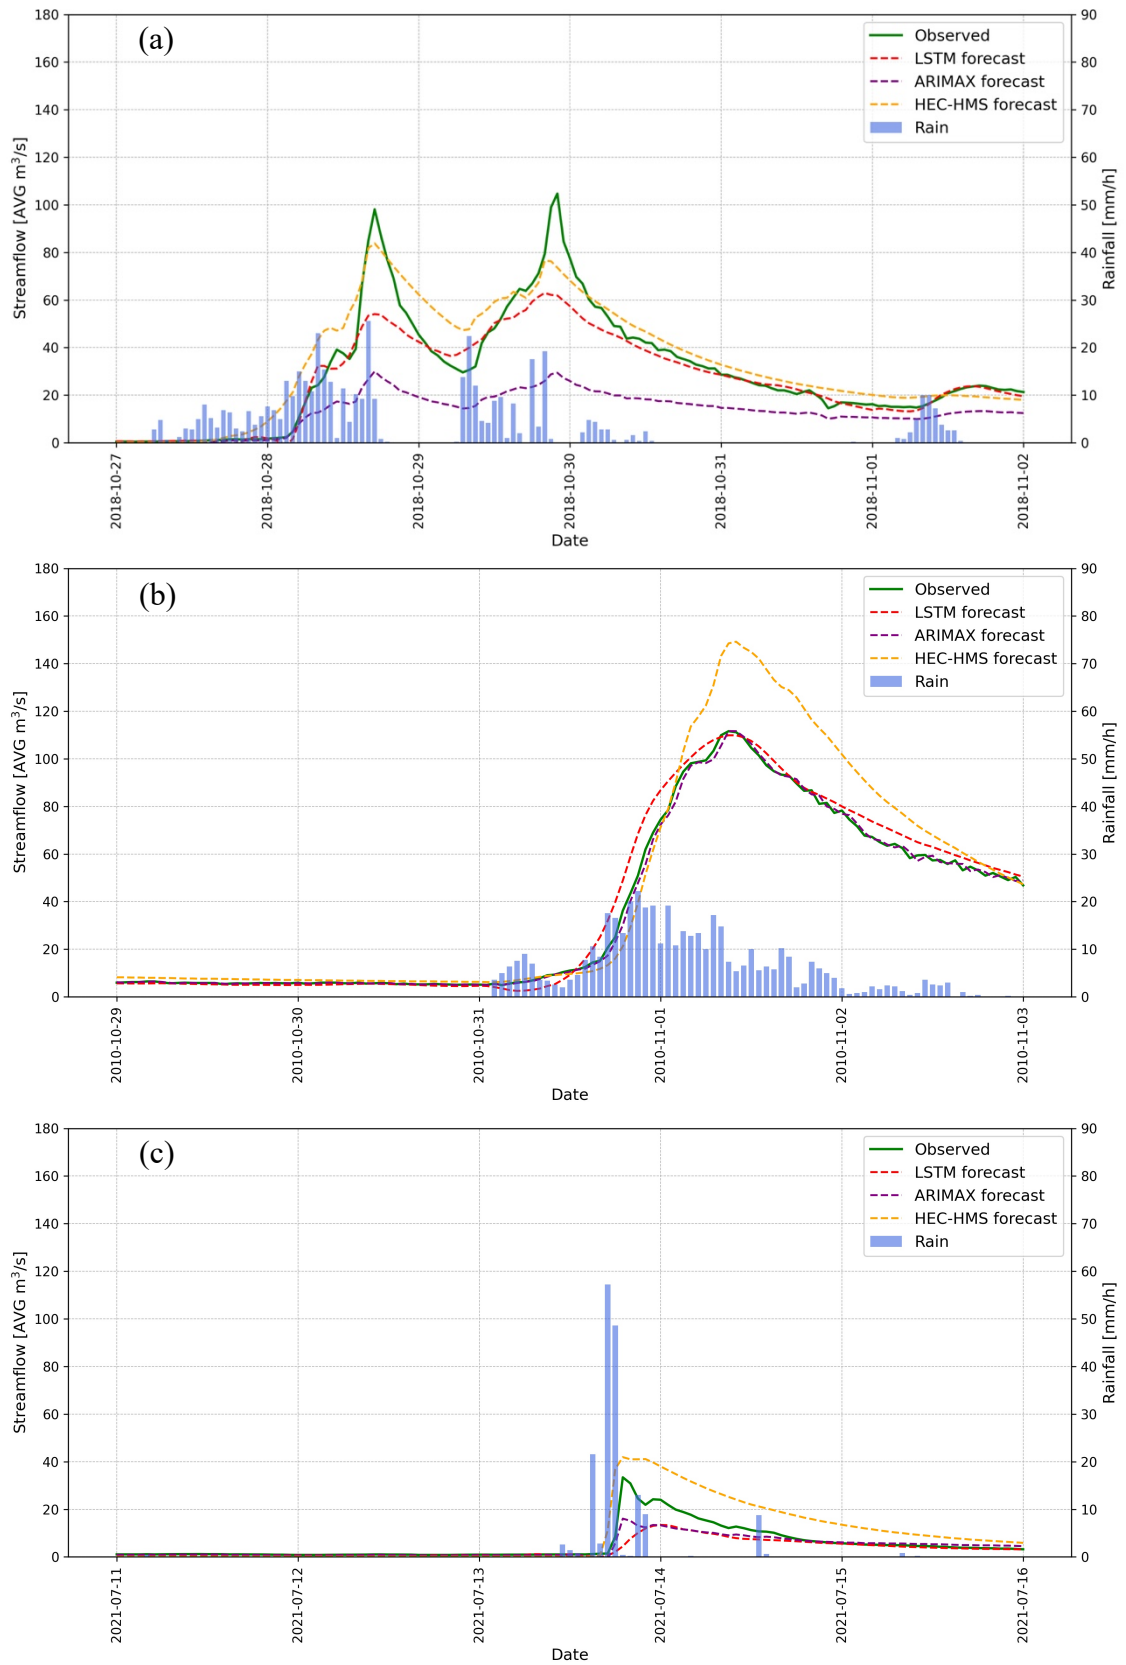 (a)
Observed
LSTM forecast
ARIMAX forecast
HEC-HMS forecast
Rain
Streamflow [AVG m³/s]
180
160
140
120
100
80
60
40
20
0
90
80
70
60
50
40
30
20
10
0
Rainfall [mm/h]
2018-10-27
2018-10-28
2018-10-29
2018-10-30
2018-10-31
2018-11-01
2018-11-02
Date
(b)
Observed
LSTM forecast
ARIMAX forecast
HEC-HMS forecast
Rain
Streamflow [AVG m³/s]
180
160
140
120
100
80
60
40
20
0
90
80
70
60
50
40
30
20
10
0
Rainfall [mm/h]
2010-10-29
2010-10-30
2010-10-31
2010-11-01
2010-11-02
2010-11-03
Date
(c)
Observed
LSTM forecast
ARIMAX forecast
HEC-HMS forecast
Rain
Streamflow [AVG m³/s]
180
160
140
120
100
80
60
40
20
0
90
80
70
60
50
40
30
20
10
0
Rainfall [mm/h]
2021-07-11
2021-07-12
2021-07-13
2021-07-14
2021-07-15
2021-07-16
Date